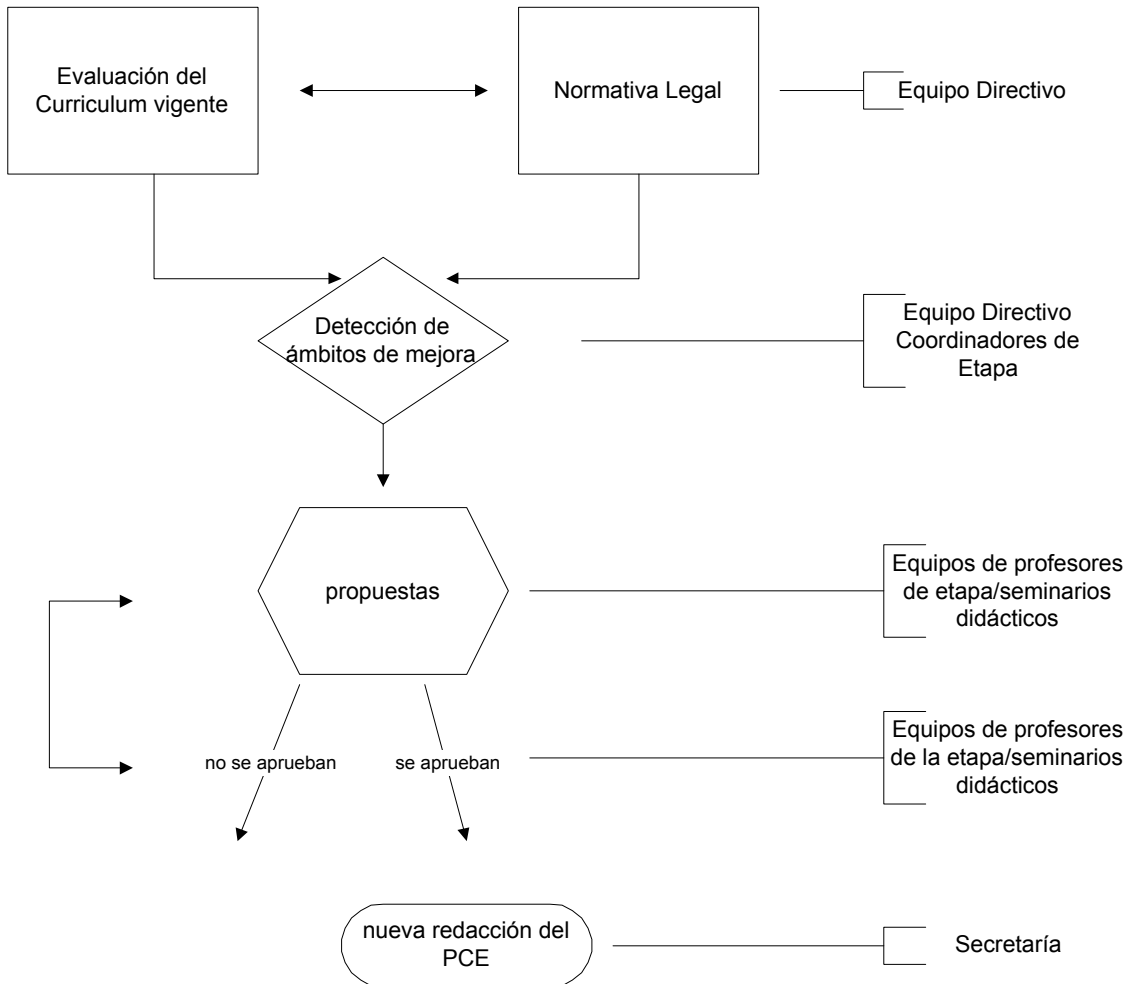 Evaluación del
Curriculum vigente
Normativa Legal
Equipo Directivo
Detección de
ámbitos de mejora
Equipo Directivo
Coordinadores de
Etapa
propuestas
Equipos de profesores
de etapa/seminarios
didácticos
no se aprueban
se aprueban
Equipos de profesores
de la etapa/seminarios
didácticos
nueva redacción del
PCE
Secretaría